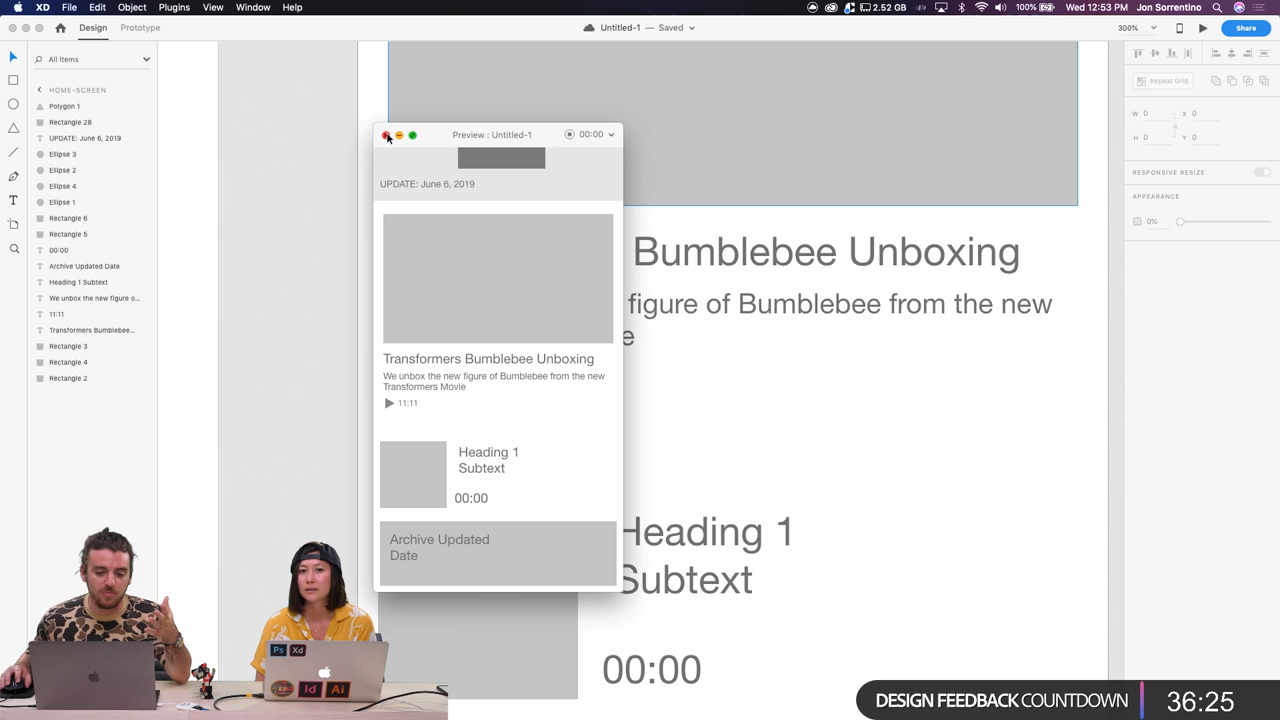 XD File Edit Object Plugins View Window Help
2.52 GB 100% Wed 12:53 PM Jon Sorrentino
Design Prototype
Untitled-1 — Saved
300%
Share
All Items
HOME-SCREEN
Polygon 1
Rectangle 28
UPDATE: June 6, 2019
Ellipse 3
Ellipse 2
Ellipse 4
Ellipse 1
Rectangle 6
Rectangle 5
00:00
Archive Updated Date
Heading 1 Subtext
We unbox the new figure o...
11:11
Transformers Bumblebee...
Rectangle 3
Rectangle 4
Rectangle 2
Preview : Untitled-1
00:00
UPDATE: June 6, 2019
Transformers Bumblebee Unboxing
We unbox the new figure of Bumblebee from the new
Transformers Movie
11:11
Heading 1
Subtext
00:00
Archive Updated
Date
Bumblebee Unboxing
figure of Bumblebee from the new
e
Heading 1
Subtext
00:00
Repeat Grid
W 0 X 0
H 0 Y 0
RESPONSIVE RESIZE
APPEARANCE
0%
Ps Xd
Id Ai
DESIGN FEEDBACK COUNTDOWN 36:25